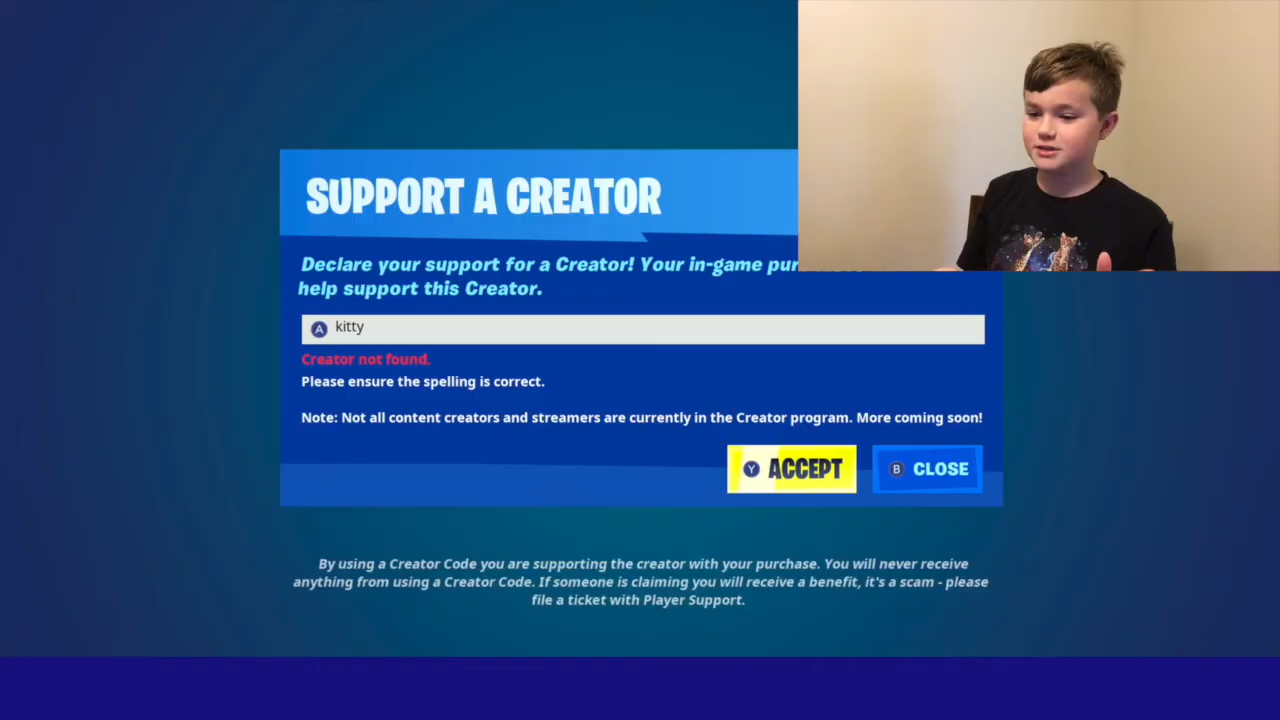 SUPPORT A CREATOR
Declare your support for a Creator! Your in-game
help support this Creator.
A kitty
Creator not found.
Please ensure the spelling is correct.
Note: Not all content creators and streamers are currently in the Creator program. More coming soon!
Y ACCEPT B CLOSE
By using a Creator Code you are supporting the creator with your purchase. You will never receive
anything from using a Creator Code. If someone is claiming you will receive a benefit, it's a scam - please
file a ticket with Player Support.